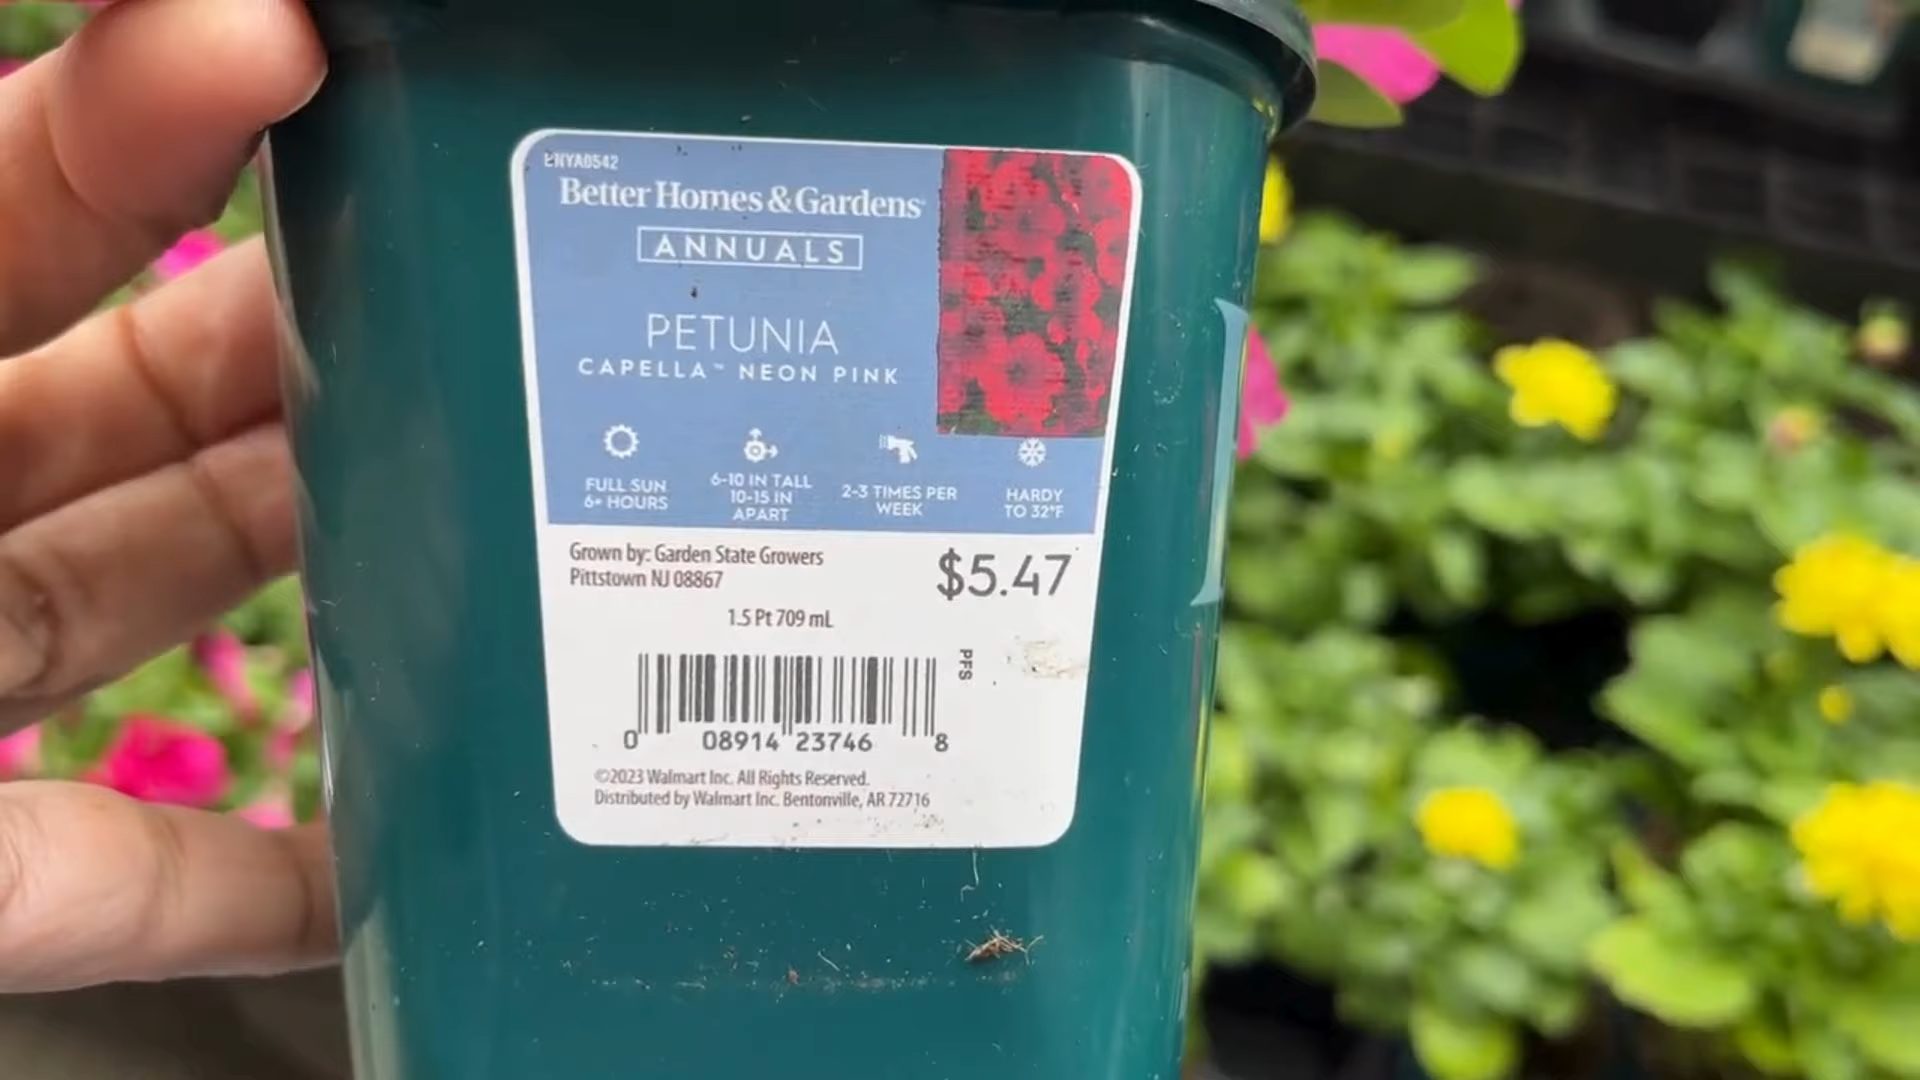 Better Homes & Gardens
ANNUALS
PETUNIA
CAPELLA™ NEON PINK
FULL SUN
6+ HOURS
6-10 IN TALL
10-15 IN
APART
2-3 TIMES PER
WEEK
HARDY
TO 32°F
Grown by: Garden State Growers
Pittstown NJ 08867
$5.47
1.5 Pt 709 mL
PFS
0 08914 23746 8
©2023 Walmart Inc. All Rights Reserved.
Distributed by Walmart Inc. Bentonville, AR 72716